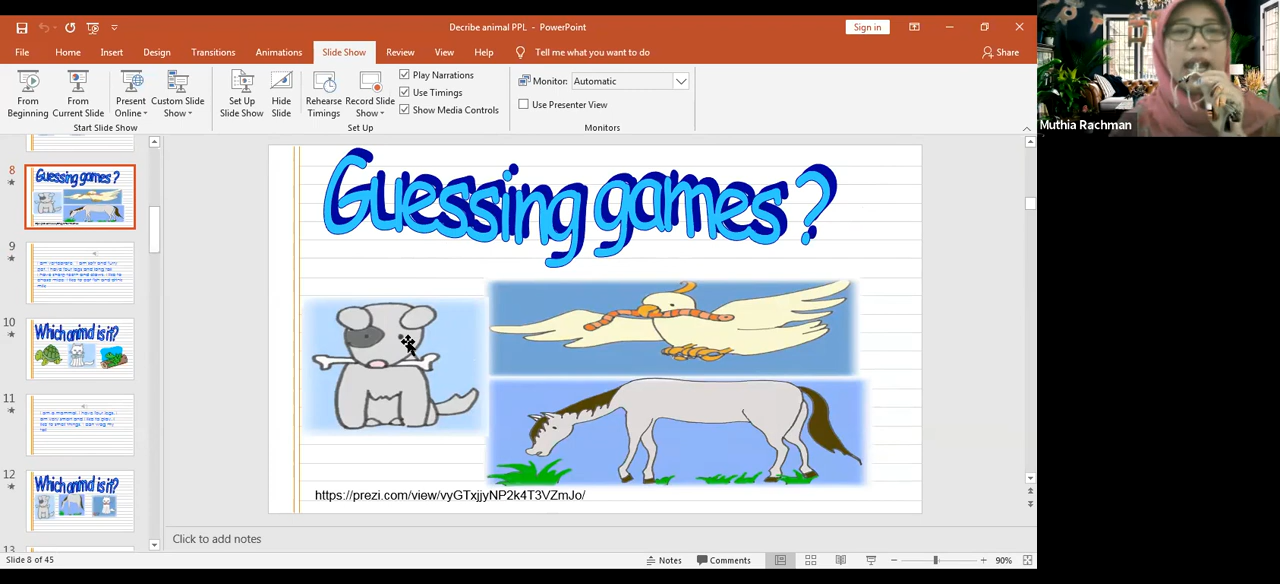 Decribe animal PPL - PowerPoint
Sign in
File Home Insert Design Transitions Animations Slide Show Review View Help Tell me what you want to do Share
From Beginning
From Current Slide
Present Online
Custom Slide Show
Start Slide Show
Set Up Slide Show
Hide Slide
Rehearse Timings
Record Slide Show
Play Narrations
Use Timings
Show Media Controls
Set Up
Monitor: Automatic
Use Presenter View
Monitors
Muthia Rachman
8
Guessing games?
9
10
Which animal is it?
11
12
Which animal is it?
13
Guessing games?
https://prezi.com/view/vyGTxjjyNP2k4T3VZmJo/
Click to add notes
Slide 8 of 45
Notes
Comments
90%